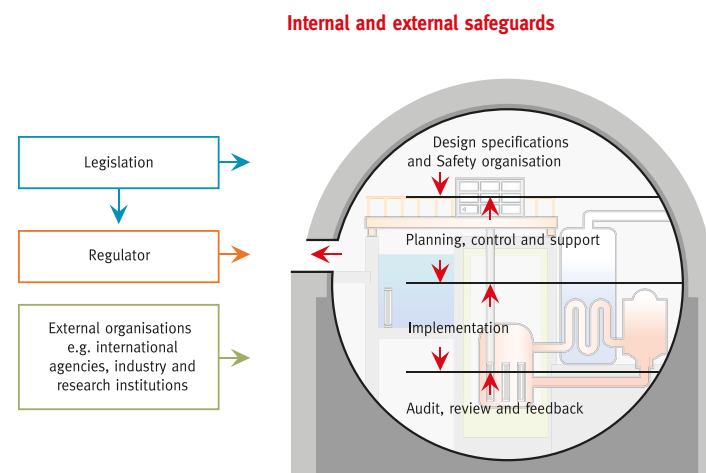 Internal and external safeguards
Legislation
Regulator
External organisations
e.g. international
agencies, industry and
research institutions
Design specifications
and Safety organisation
Planning, control and support
Implementation
Audit, review and feedback